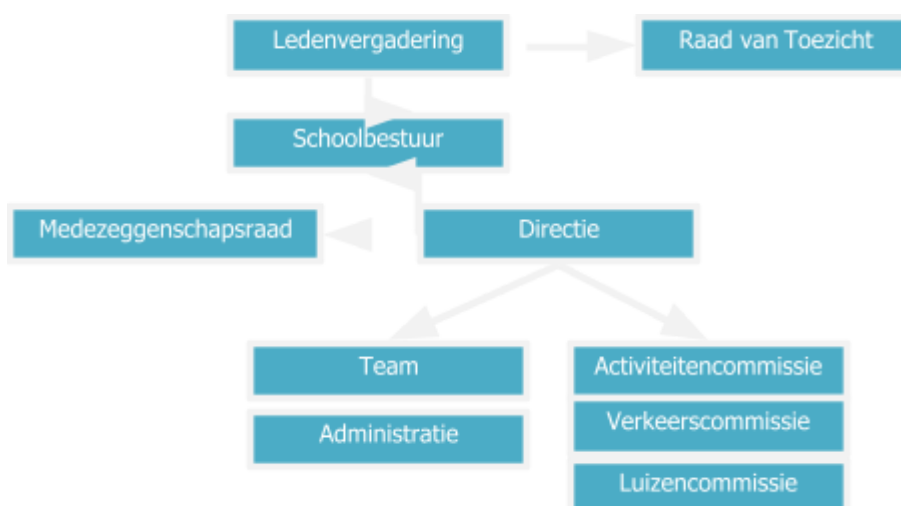 Ledenvergadering
Raad van Toezicht
Schoolbestuur
Medezeggenschapsraad
Directie
Team
Activiteitencommissie
Administratie
Verkeerscommissie
Luizencommissie